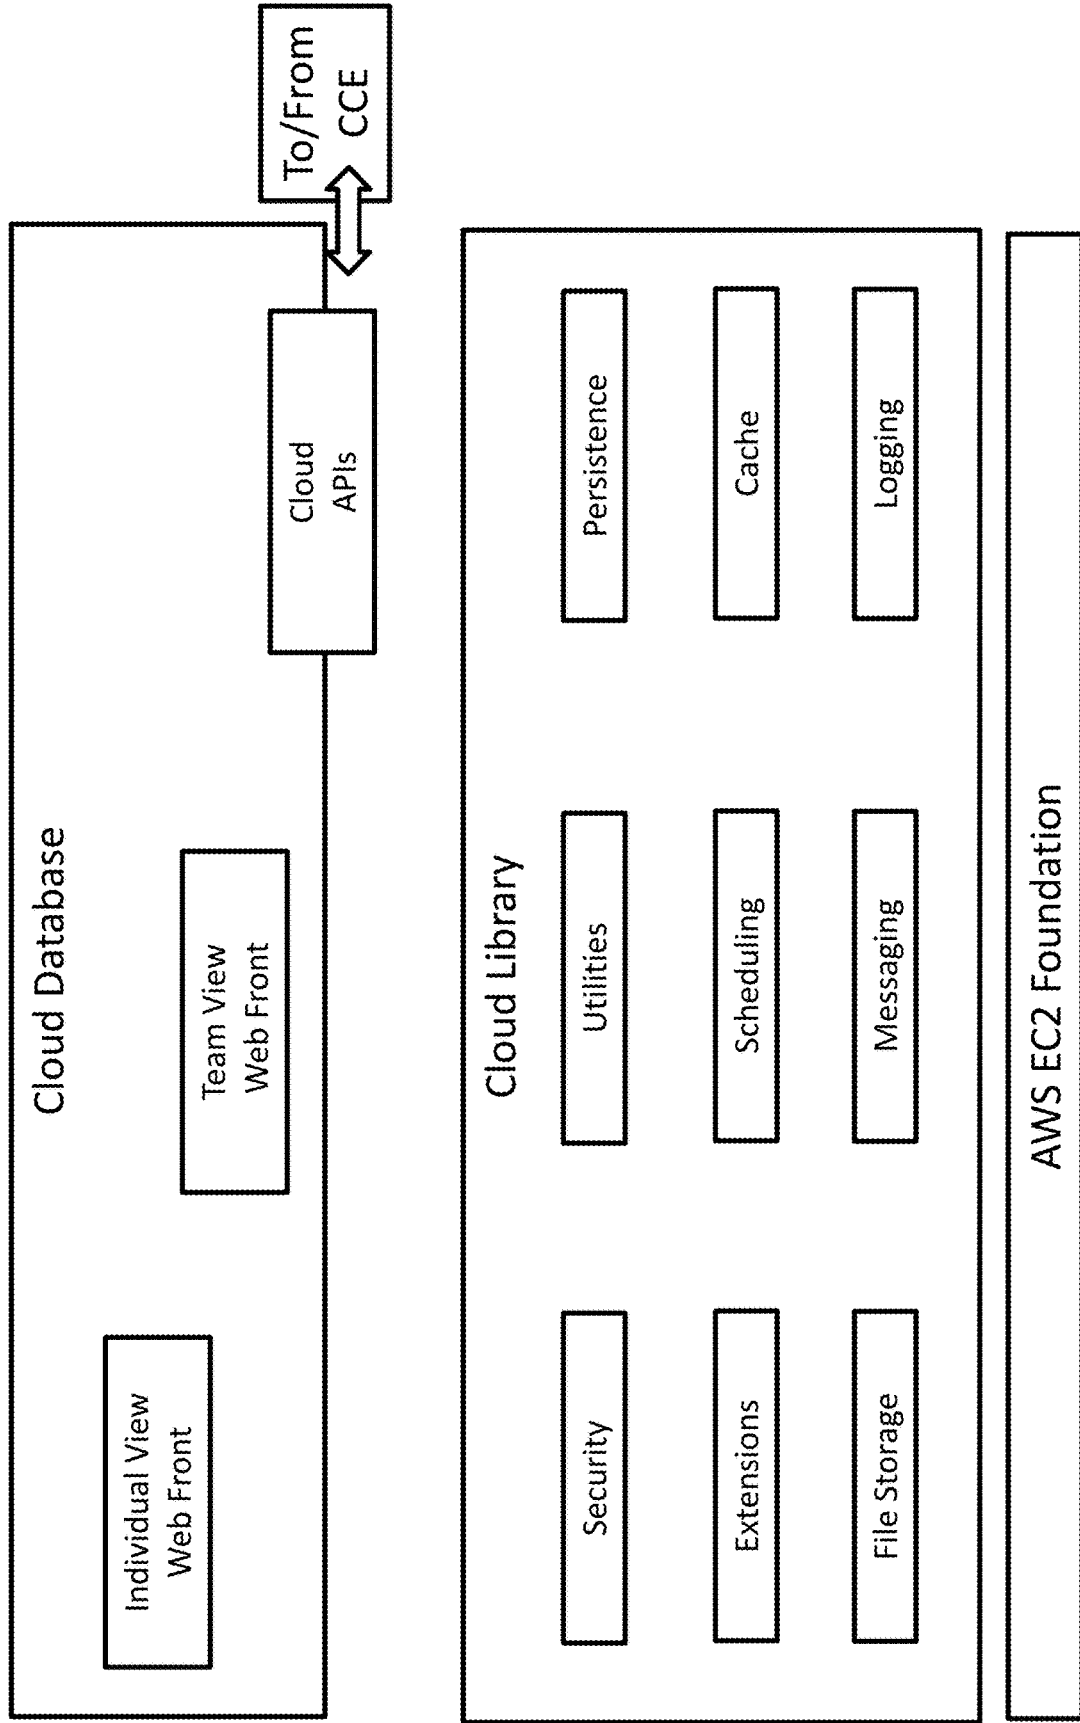 Cloud Database
Individual View
Web Front
Team View
Web Front
Cloud
APIs
To/From
CCE
Cloud Library
Security
Utilities
Persistence
Extensions
Scheduling
Cache
File Storage
Messaging
Logging
AWS EC2 Foundation